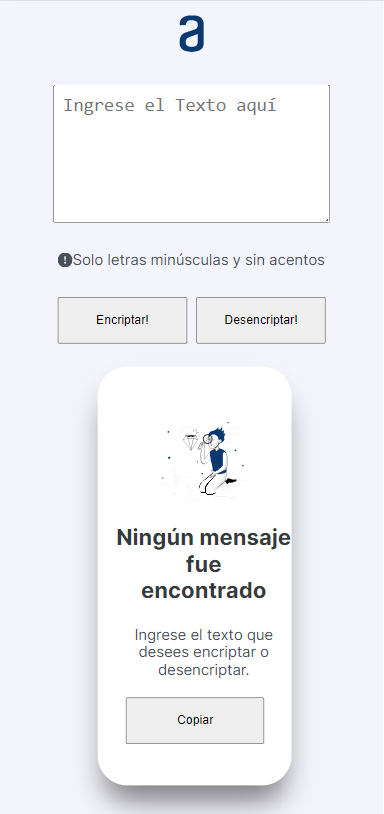 a
Ingrese el Texto aquí
Solo letras minúsculas y sin acentos
Encriptar!
Desencriptar!
Ningún mensaje
fue
encontrado
Ingrese el texto que
desees encriptar o
desencriptar.
Copiar